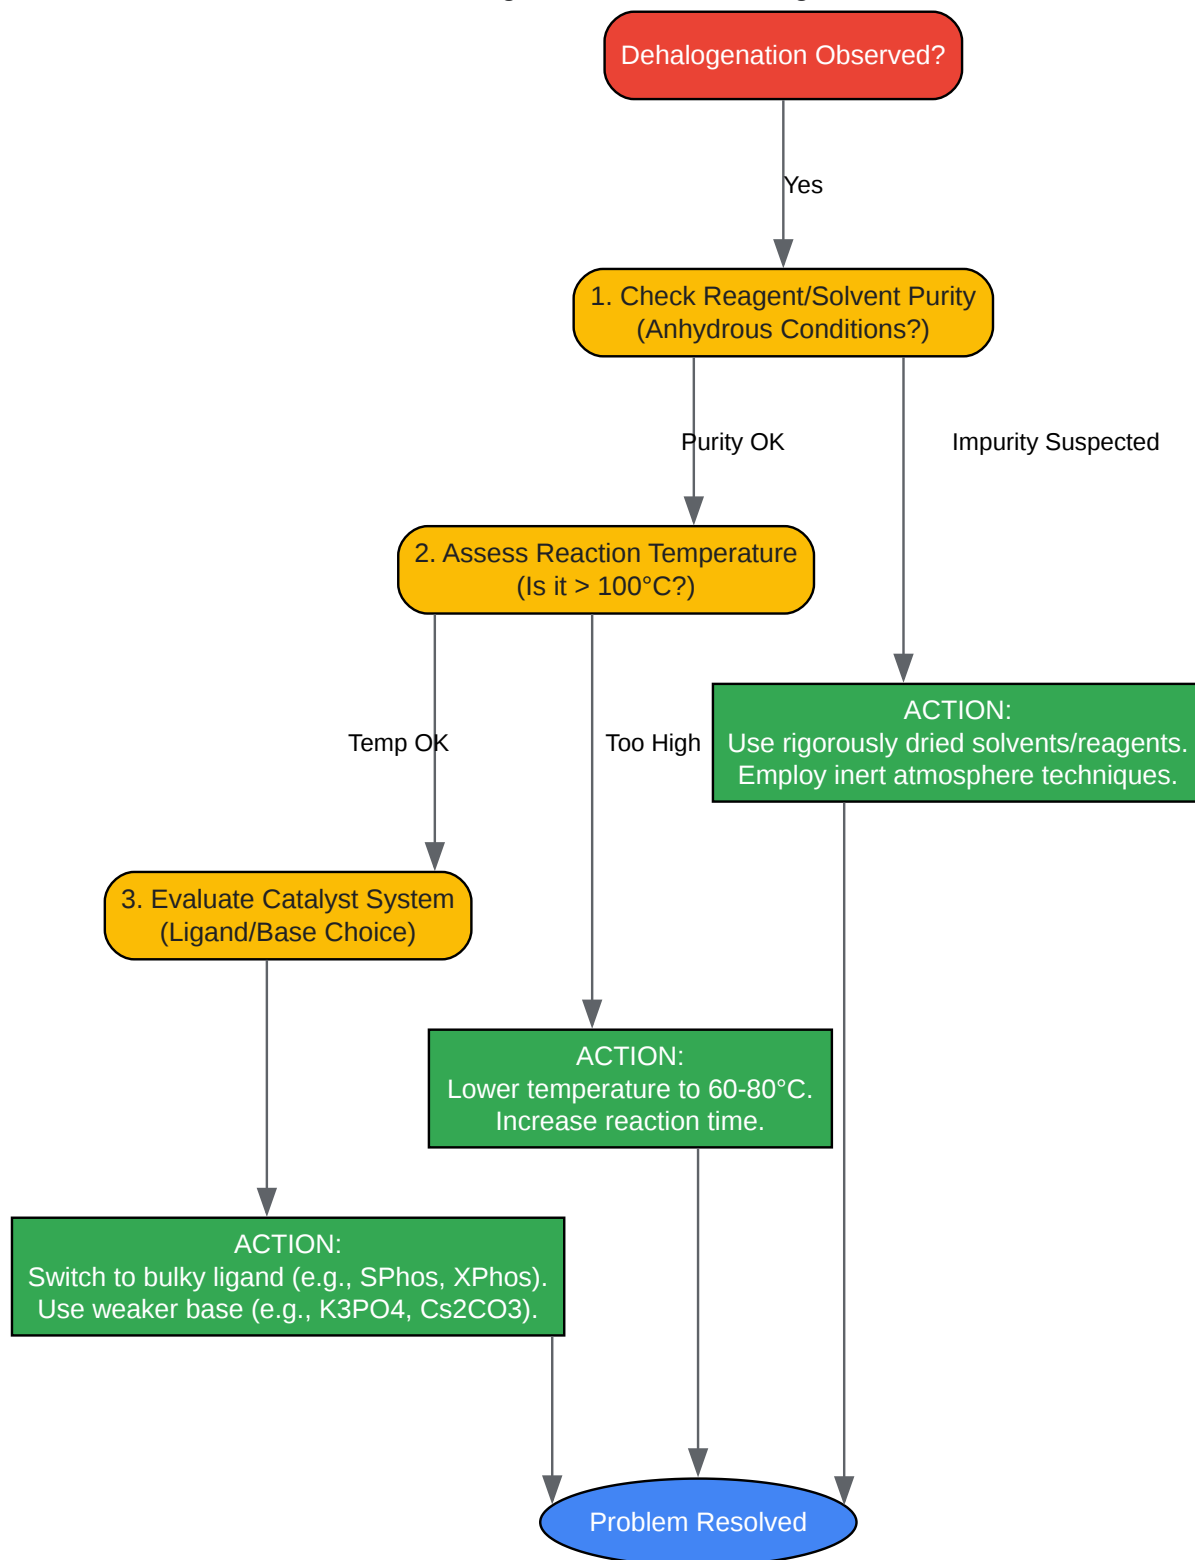 Dehalogenation Observed?
Yes
1. Check Reagent/Solvent Purity
(Anhydrous Conditions?)
Purity OK
Impurity Suspected
2. Assess Reaction Temperature
(Is it > 100°C?)
ACTION:
Use rigorously dried solvents/reagents.
Employ inert atmosphere techniques.
Temp OK
Too High
3. Evaluate Catalyst System
(Ligand/Base Choice)
ACTION:
Lower temperature to 60-80°C.
Increase reaction time.
ACTION:
Switch to bulky ligand (e.g., SPhos, XPhos).
Use weaker base (e.g., K3PO4, Cs2CO3).
Problem Resolved